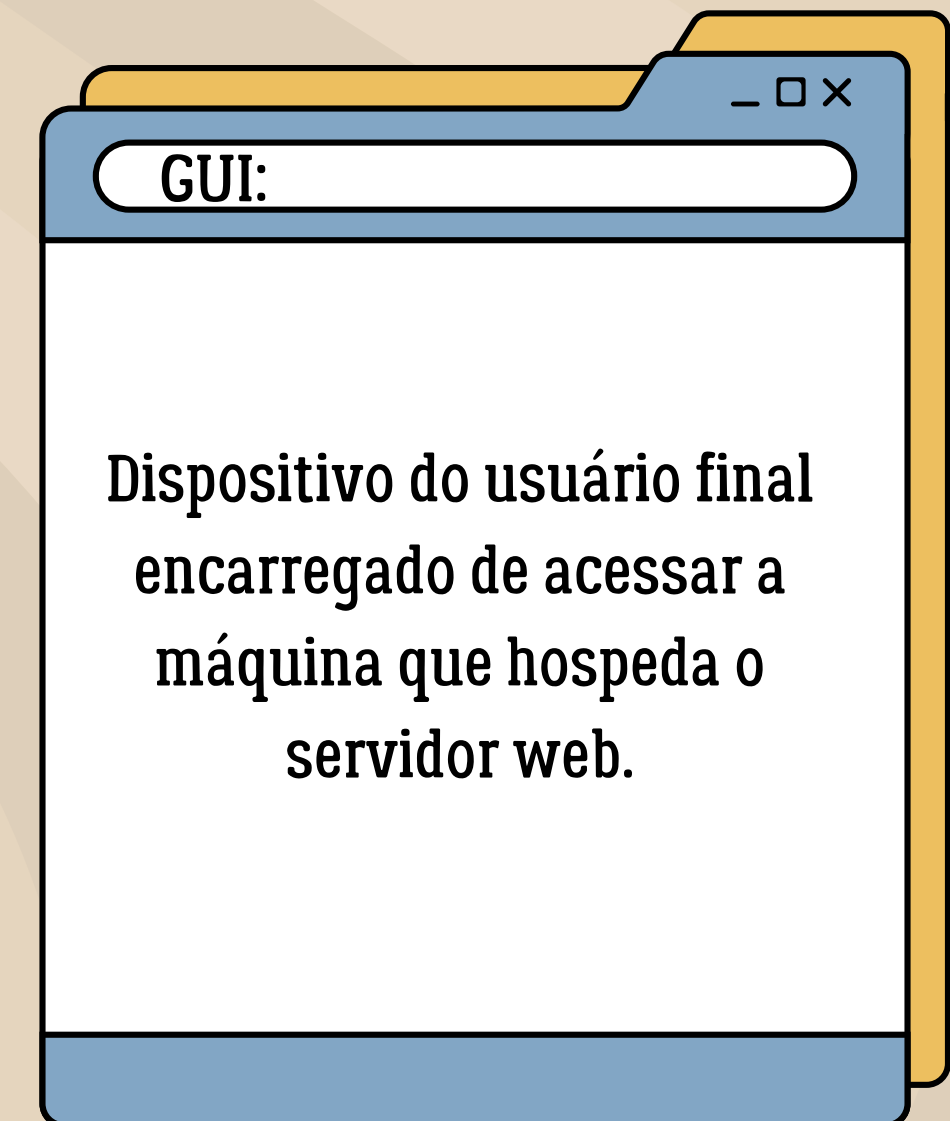 GUI:
Dispositivo do usuário final
encarregado de acessar a
máquina que hospeda o
servidor web.